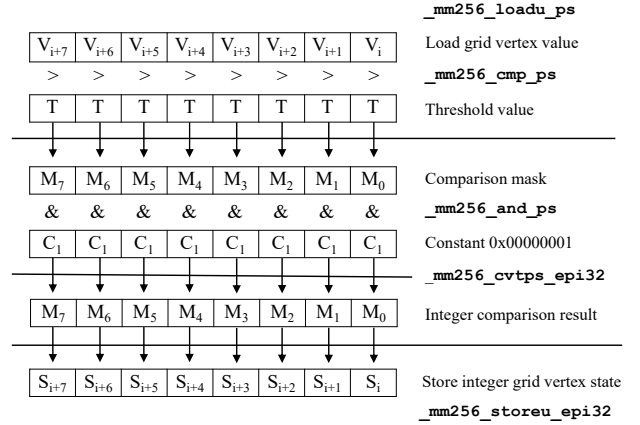 _mm256_loadu_ps
V_{i+7} V_{i+6} V_{i+5} V_{i+4} V_{i+3} V_{i+2} V_{i+1} V_i Load grid vertex value
> > > > > > > > _mm256_cmp_ps
T T T T T T T T Threshold value
M_7 M_6 M_5 M_4 M_3 M_2 M_1 M_0 Comparison mask
& & & & & & & & _mm256_and_ps
C_1 C_1 C_1 C_1 C_1 C_1 C_1 C_1 Constant 0x00000001
_mm256_cvtps_epi32
M_7 M_6 M_5 M_4 M_3 M_2 M_1 M_0 Integer comparison result
S_{i+7} S_{i+6} S_{i+5} S_{i+4} S_{i+3} S_{i+2} S_{i+1} S_i Store integer grid vertex state
_mm256_storeu_epi32